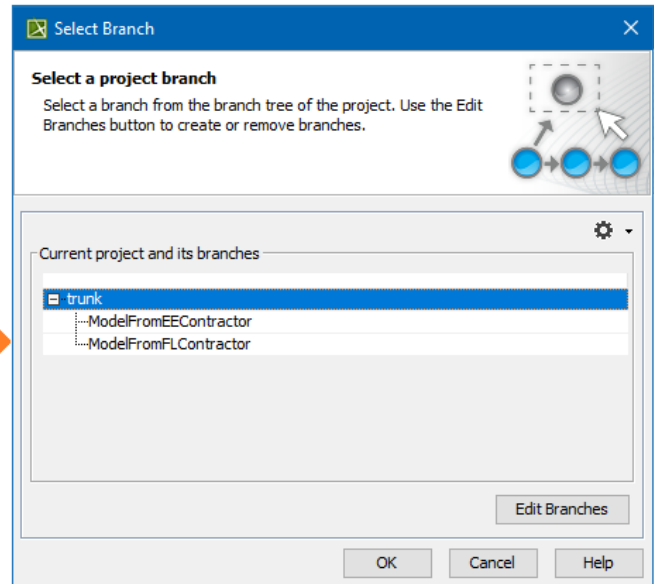 Select Branch
Select a project branch
Select a branch from the branch tree of the project. Use the Edit
Branches button to create or remove branches.
Current project and its branches
trunk
ModelFromEEContractor
ModelFromFLContractor
Edit Branches
OK
Cancel
Help